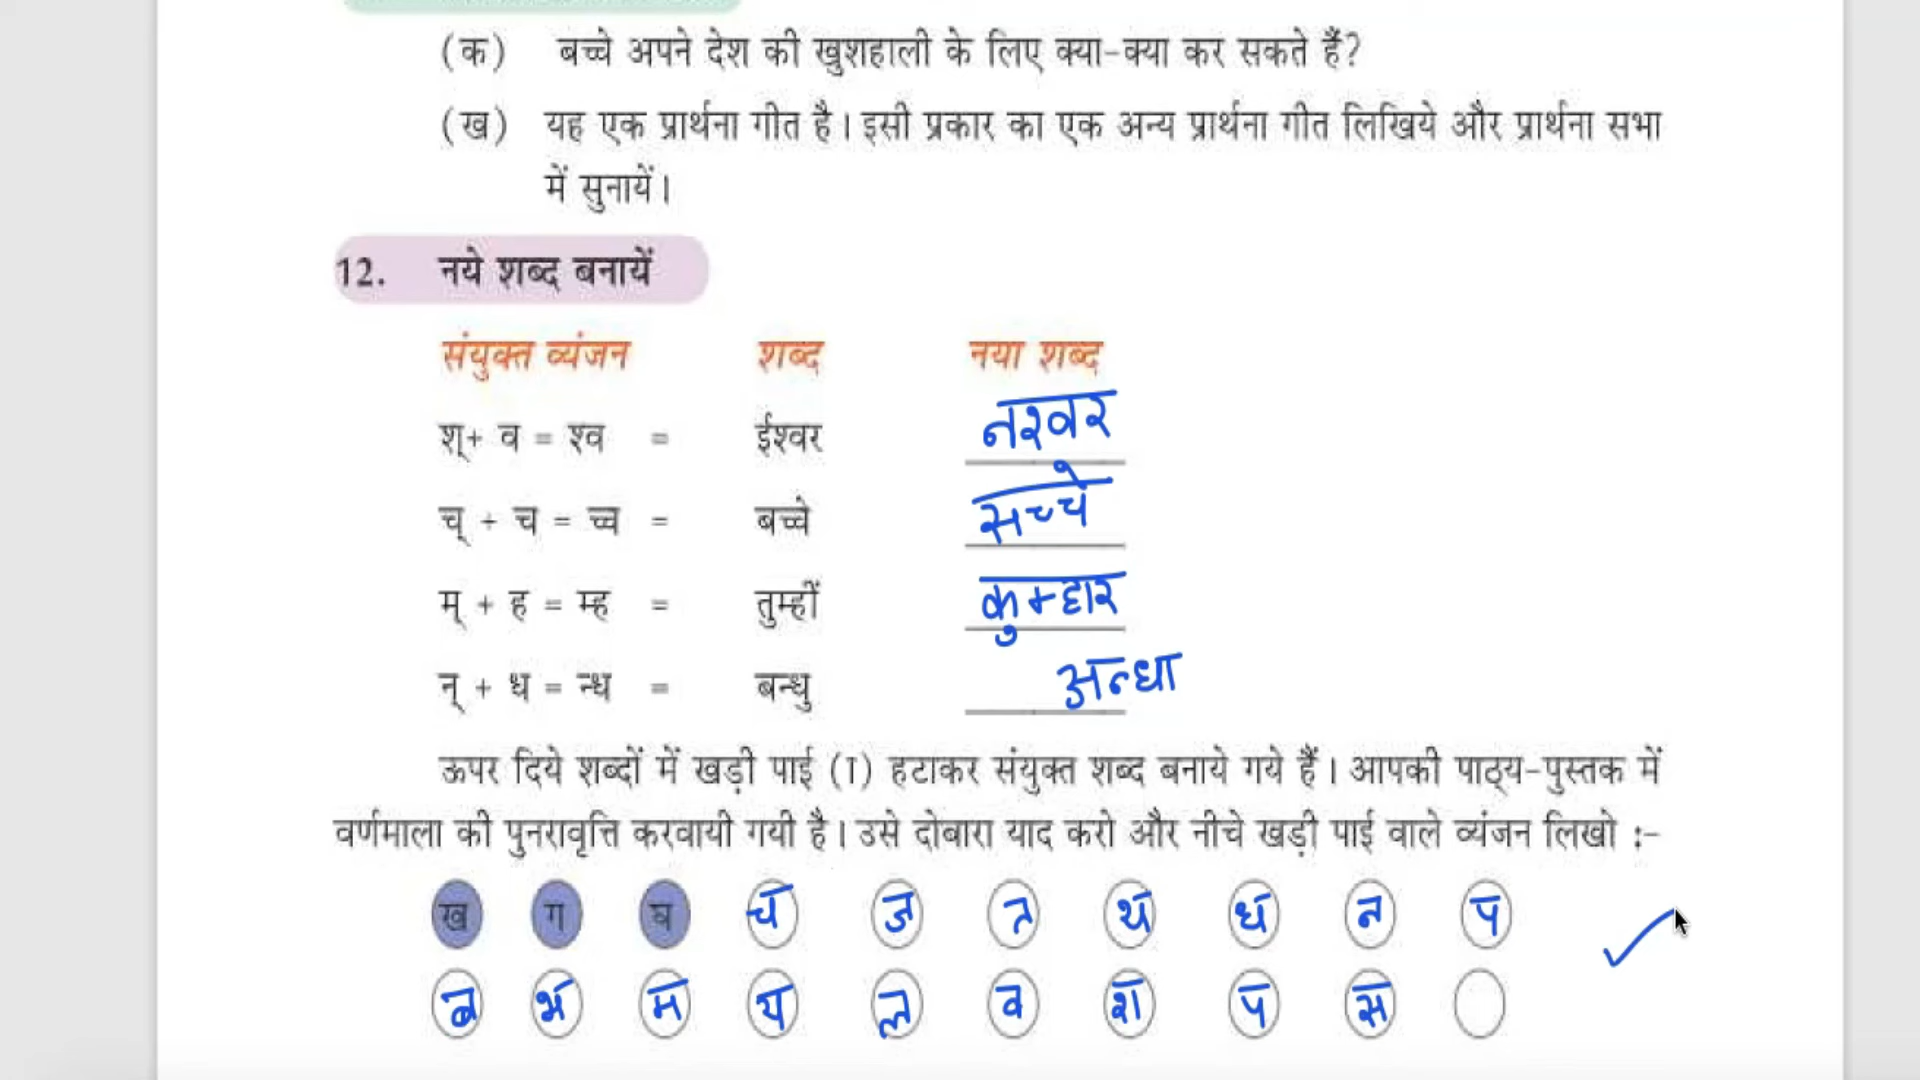 (क) बच्चे अपने देश की खुशहाली के लिए क्या-क्या कर सकते हैं?
(ख) यह एक प्रार्थना गीत है। इसी प्रकार का एक अन्य प्रार्थना गीत लिखिये और प्रार्थना सभा
में सुनायें।
12. नये शब्द बनायें
संयुक्त व्यंजन शब्द नया शब्द
श्+ व = श्व = ईश्वर नश्वर
च् + च = च्च = बच्चे सच्चे
म् + ह = म्ह = तुम्हीं कुम्हार
न् + ध = न्ध = बन्धु अन्धा
ऊपर दिये शब्दों में खड़ी पाई (ा) हटाकर संयुक्त शब्द बनाये गये हैं। आपकी पाठ्य-पुस्तक में
वर्णमाला की पुनरावृत्ति करवायी गयी है। उसे दोबारा याद करो और नीचे खड़ी पाई वाले व्यंजन लिखो :-
ख ग घ च ज त थ ध न प
ब भ म य ल व श प स